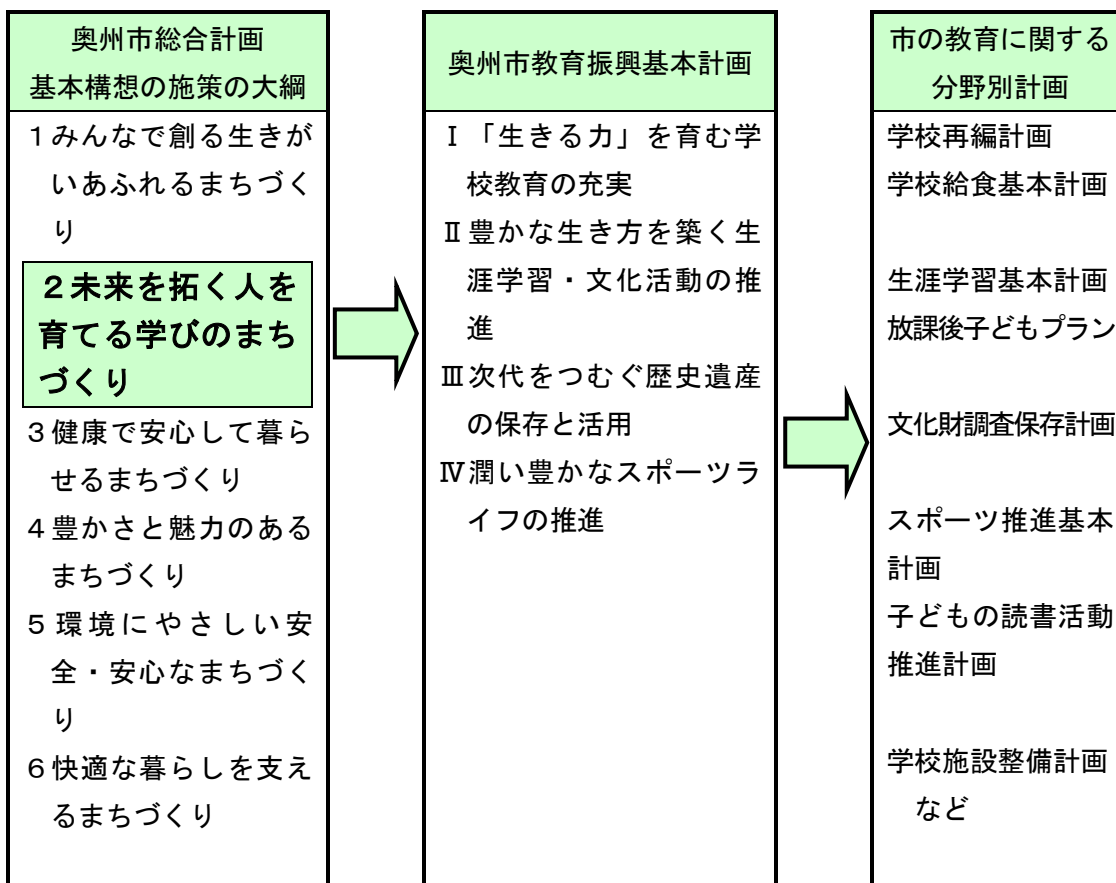 奥州市総合計画
基本構想の施策の大綱
1みんなで創る生きが
いあふれるまちづく
り
2未来を拓く人を
育てる学びのまち
づくり
3健康で安心して暮ら
せるまちづくり
4豊かさと魅力のある
まちづくり
5環境にやさしい安
全・安心なまちづく
り
6快適な暮らしを支え
るまちづくり
奥州市教育振興基本計画
Ⅰ「生きる力」を育む学
校教育の充実
Ⅱ豊かな生き方を築く生
涯学習・文化活動の推
進
Ⅲ次代をつむぐ歴史遺産
の保存と活用
Ⅳ潤い豊かなスポーツラ
イフの推進
市の教育に関する
分野別計画
学校再編計画
学校給食基本計画
生涯学習基本計画
放課後子どもプラン
文化財調査保存計画
スポーツ推進基本
計画
子どもの読書活動
推進計画
学校施設整備計画
など